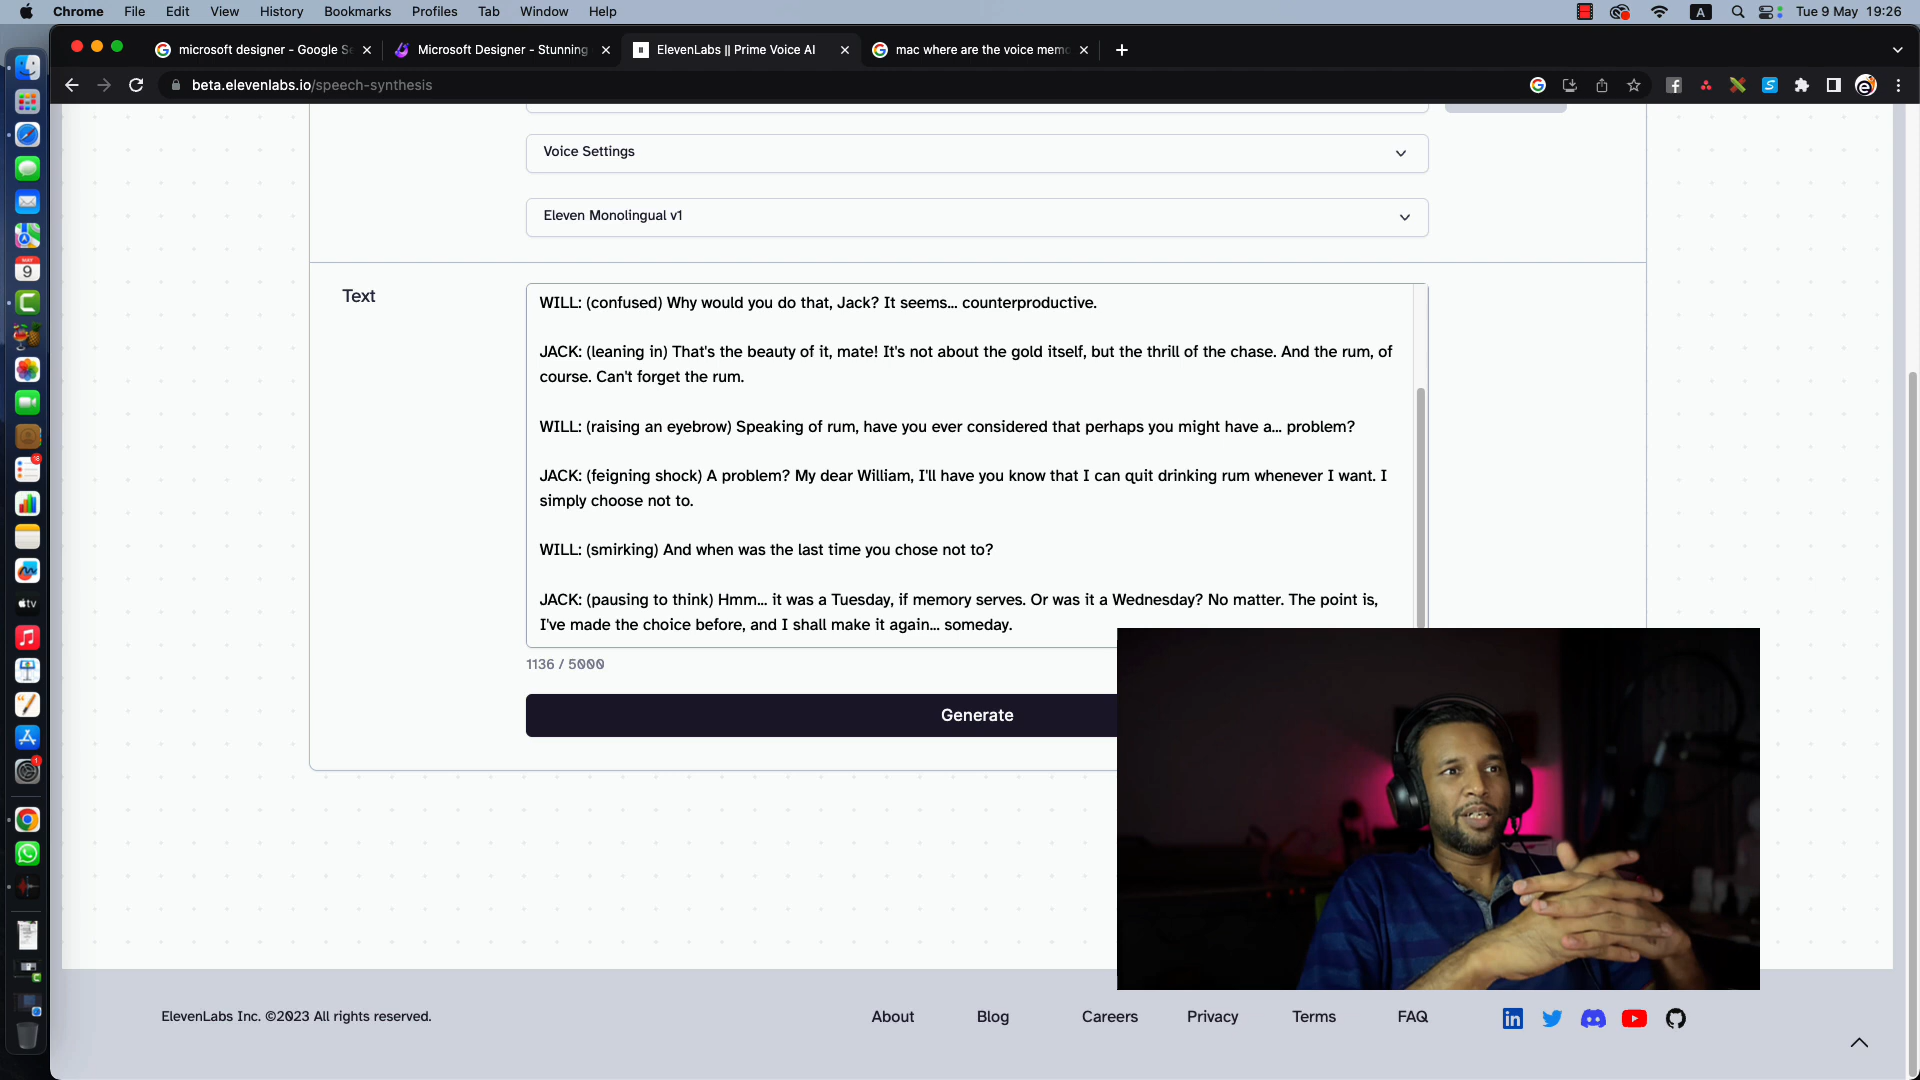 Chrome File Edit View History Bookmarks Profiles Tab Window Help A Tue 9 May 19:26
microsoft designer - Google Se
Microsoft Designer - Stunning
ElevenLabs || Prime Voice AI
mac where are the voice memo
beta.elevenlabs.io/speech-synthesis
Voice Settings
Eleven Monolingual v1
Text
WILL: (confused) Why would you do that, Jack? It seems... counterproductive.
JACK: (leaning in) That's the beauty of it, mate! It's not about the gold itself, but the thrill of the chase. And the rum, of
course. Can't forget the rum.
WILL: (raising an eyebrow) Speaking of rum, have you ever considered that perhaps you might have a... problem?
JACK: (feigning shock) A problem? My dear William, I'll have you know that I can quit drinking rum whenever I want. I
simply choose not to.
WILL: (smirking) And when was the last time you chose not to?
JACK: (pausing to think) Hmm... it was a Tuesday, if memory serves. Or was it a Wednesday? No matter. The point is,
I've made the choice before, and I shall make it again... someday.
1136 / 5000
Generate
ElevenLabs Inc. ©2023 All rights reserved.
About Blog Careers Privacy Terms FAQ
9
tv